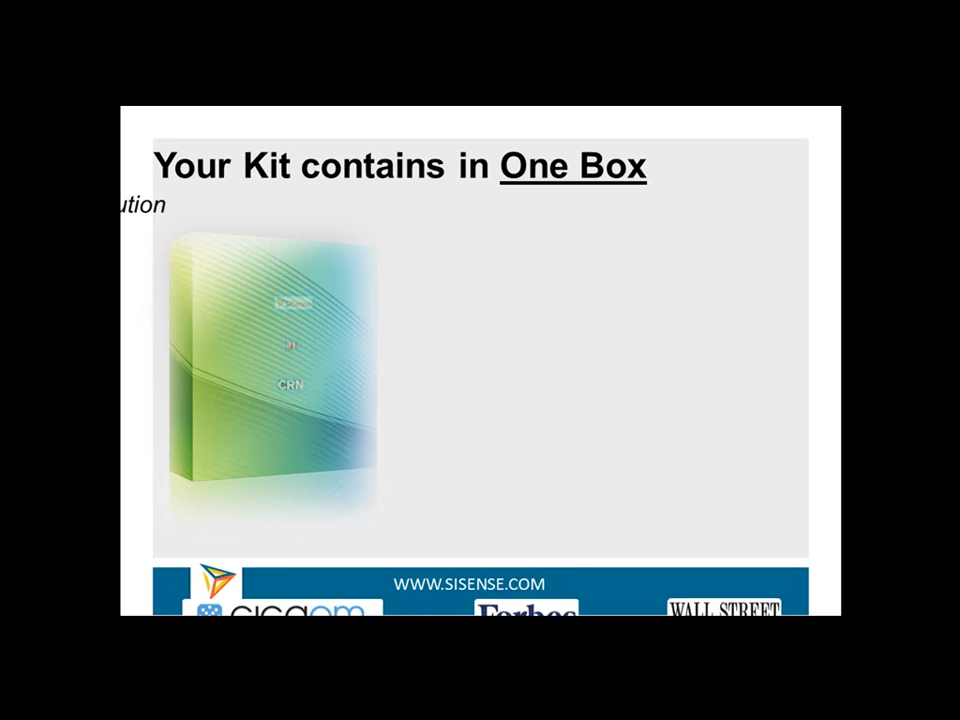 Your Kit contains in One Box
ution
CRN
WWW.SISENSE.COM
GIGAOM
Forbes
WALL STREET